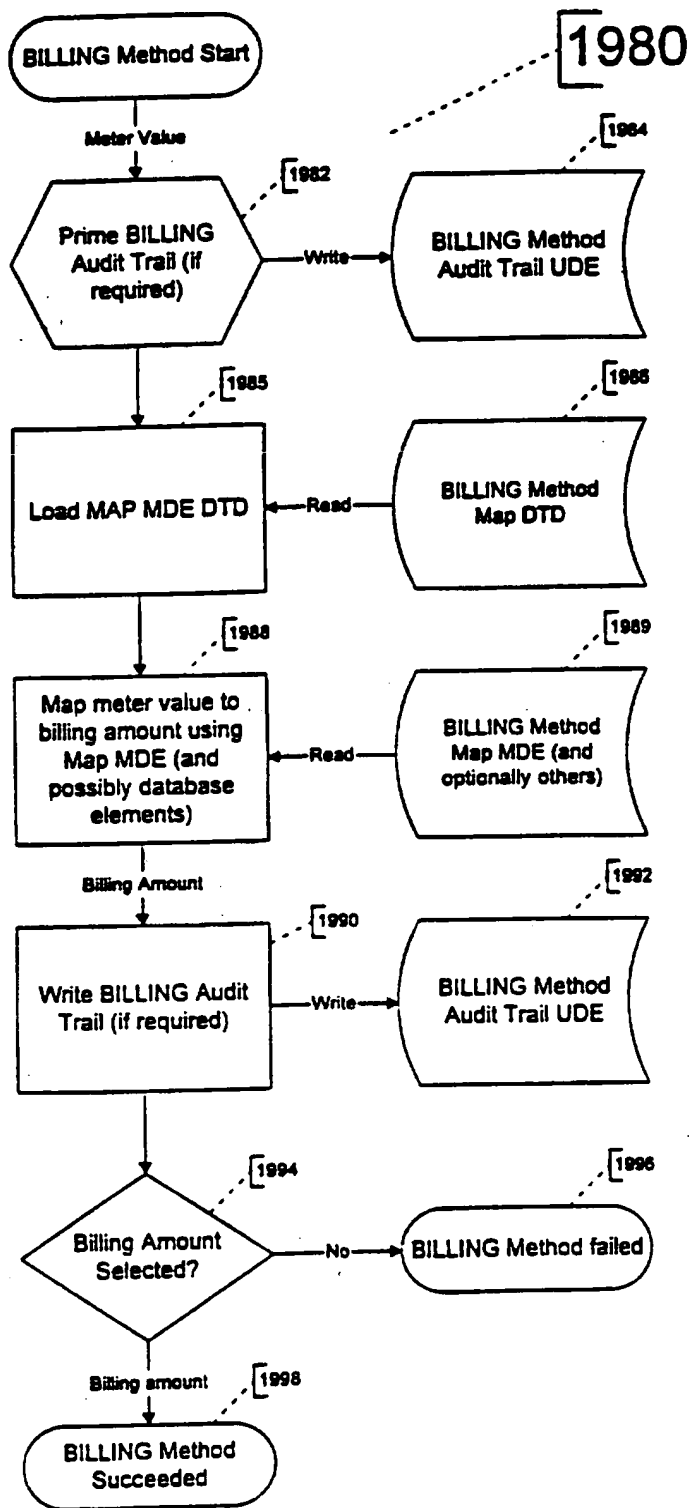 BILLING Method Start
1980
Meter Value
1982
1984
Prime BILLING
Audit Trail (if
required)
Write
BILLING Method
Audit Trail UDE
1985
1986
Load MAP MDE DTD
Read
BILLING Method
Map DTD
1988
1989
Map meter value to
billing amount using
Map MDE (and
possibly database
elements)
Read
BILLING Method
Map MDE (and
optionally others)
Billing Amount
1990
1992
Write BILLING Audit
Trail (if required)
Write
BILLING Method
Audit Trail UDE
1994
1996
Billing Amount
Selected?
No
BILLING Method failed
Billing amount
1998
BILLING Method
Succeeded